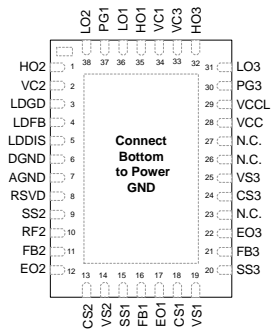 LO2 PG1 LO1 HO1 VC1 VC3 HO3
38 37 36 35 34 33 32
HO2 1 31 LO3
VC2 2 30 PG3
LDGD 3 29 VCCL
LDFB 4 28 VCC
LDDIS 5 27 N.C.
DGND 6 26 N.C.
AGND 7 25 VS3
RSVD 8 24 CS3
SS2 9 23 N.C.
RF2 10 22 EO3
FB2 11 21 FB3
EO2 12 20 SS3
Connect
Bottom
to Power
GND
13 14 15 16 17 18 19
CS2 VS2 SS1 FB1 EO1 CS1 VS1